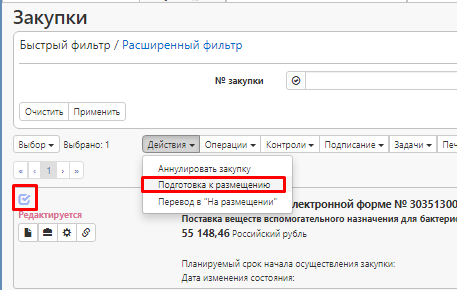 Закупки
Быстрый фильтр / Расширенный фильтр
№ закупки
Очистить Применить
Выбор Выбрано: 1 Действия Операции Контроли Подписание Задачи
« ‹ 1 › »
Аннулировать закупку
Подготовка к размещению
Перевод в "На размещении"
Редактируется
электронной форме № 30351300
Поставка веществ вспомогательного назначения для бактери
55 148,46 Российский рубль
Планируемый срок начала осуществления закупки:
Дата изменения состояния: